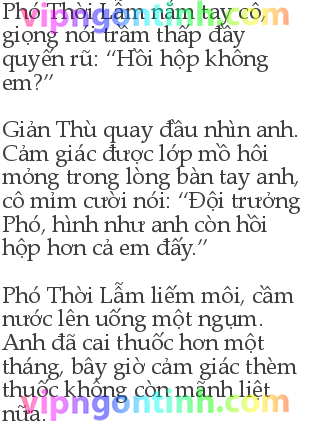 Phó Thời Lẫm nắm tay cô,
giọng nói trầm thấp đầy
quyến rũ: “Hồi hộp không
em?”
Giản Thù quay đầu nhìn anh.
Cảm giác được lớp mồ hôi
mỏng trong lòng bàn tay anh,
cô mỉm cười nói: “Đội trưởng
Phó, hình như anh còn hồi
hộp hơn cả em đấy.”
Phó Thời Lẫm liếm môi, cầm
nước lên uống một ngụm.
Anh đã cai thuốc hơn một
tháng, bây giờ cảm giác thèm
thuốc không còn mãnh liệt
nữa.
vipngontinh.com
vipngontinh.com